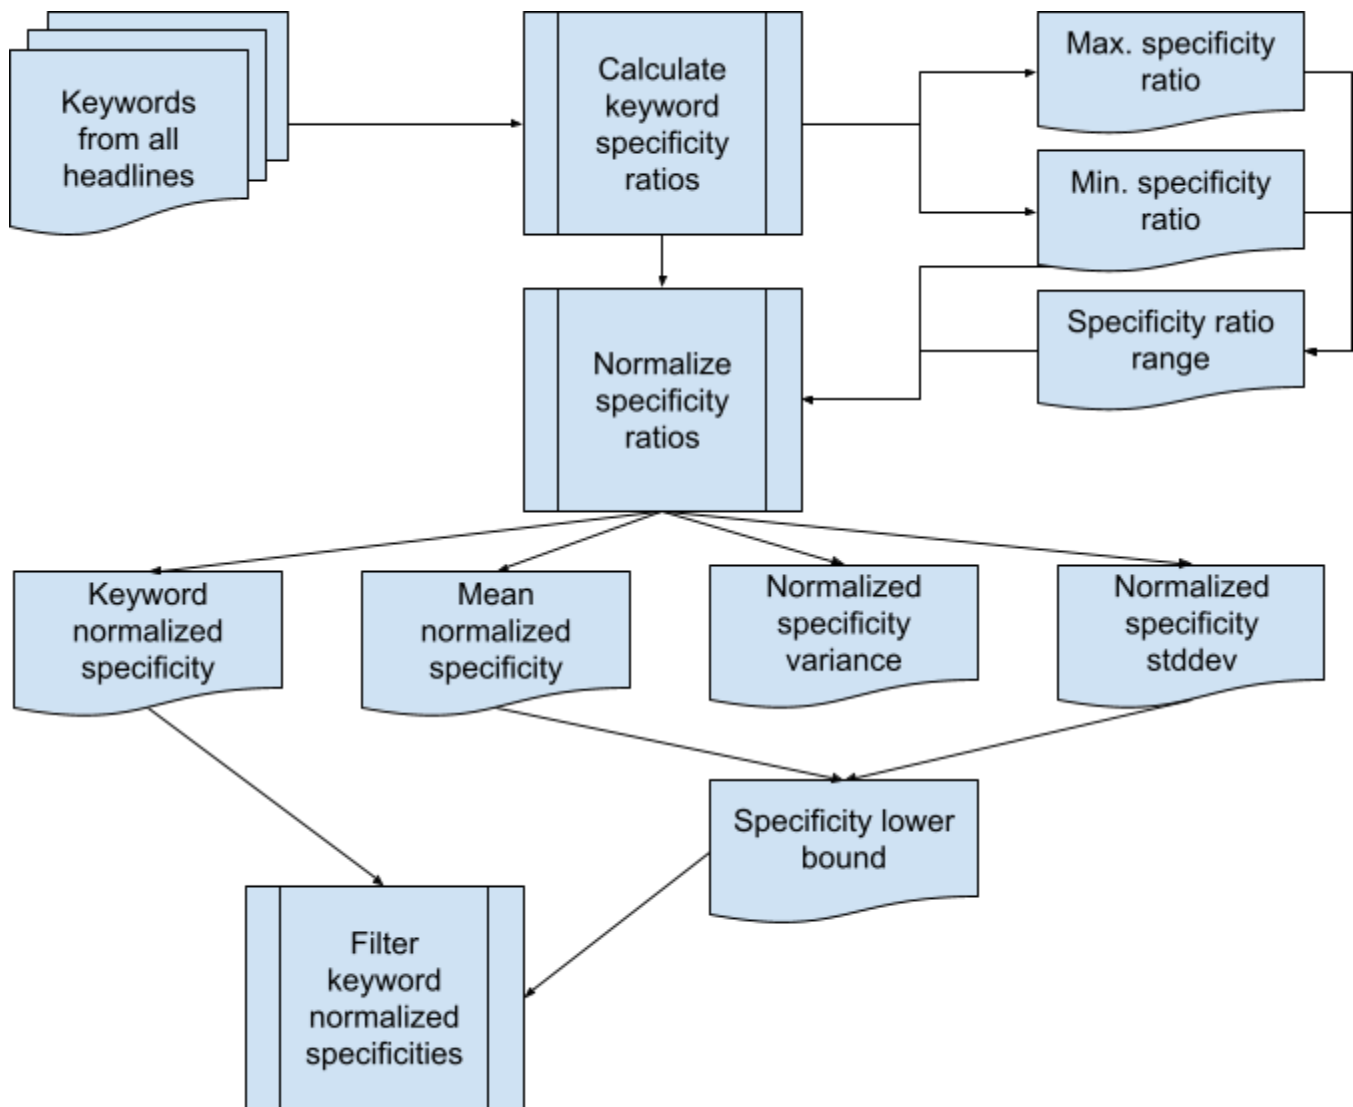 Keywords
from all
headlines
Calculate
keyword
specificity
ratios
Max. specificity
ratio
Min. specificity
ratio
Specificity ratio
range
Normalize
specificity
ratios
Keyword
normalized
specificity
Mean
normalized
specificity
Normalized
specificity
variance
Normalized
specificity
stddev
Specificity lower
bound
Filter
keyword
normalized
specificities